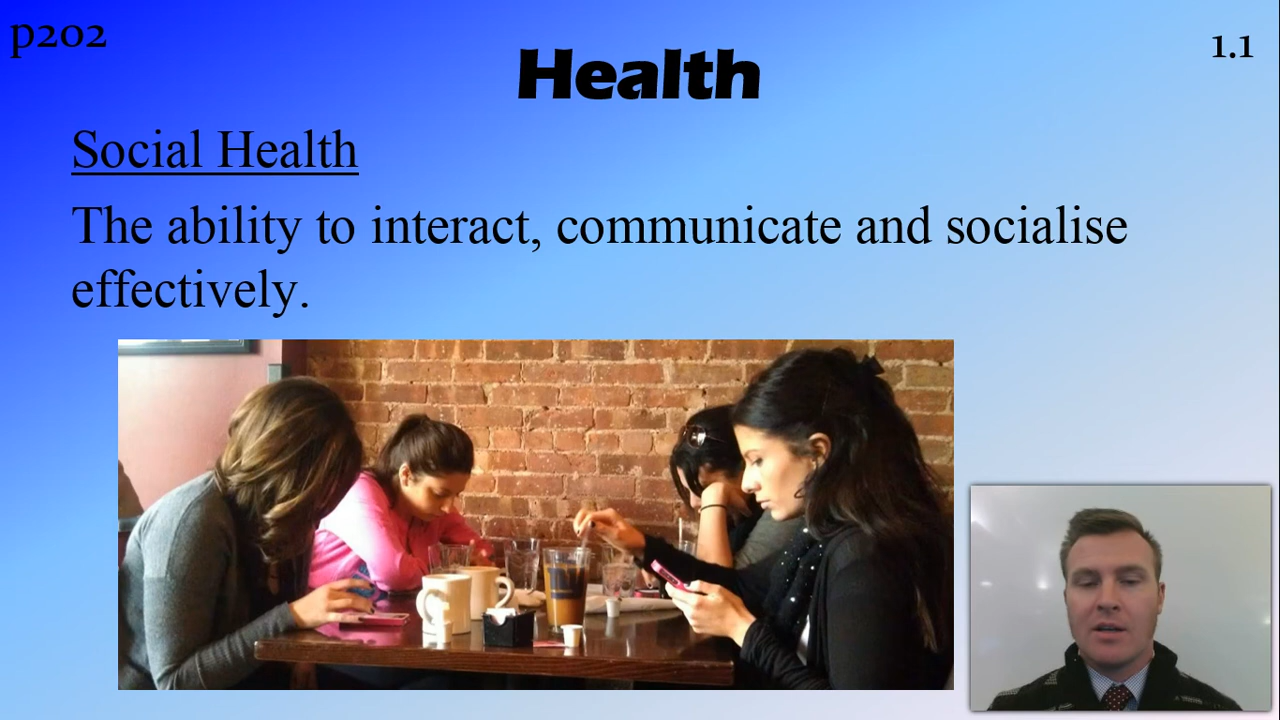 p202
1.1
Health
Social Health
The ability to interact, communicate and socialise
effectively.